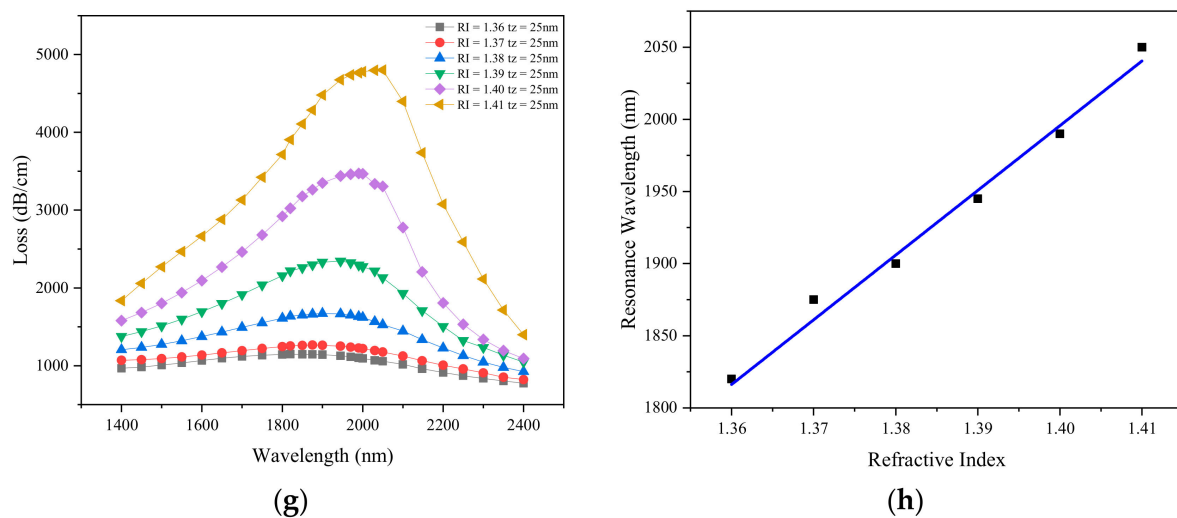 RI = 1.36 tz = 25nm
RI = 1.37 tz = 25nm
RI = 1.38 tz = 25nm
RI = 1.39 tz = 25nm
RI = 1.40 tz = 25nm
RI = 1.41 tz = 25nm
5000
4000
3000
2000
1000
Loss (dB/cm)
1400 1600 1800 2000 2200 2400
Wavelength (nm)
(g)
2050
2000
1950
1900
1850
1800
Resonance Wavelength (nm)
1.36 1.37 1.38 1.39 1.40 1.41
Refractive Index
(h)